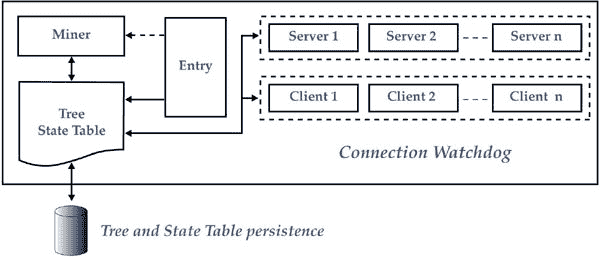 Miner
Entry
Server 1 Server 2 Server n
Client 1 Client 2 Client n
Tree
State Table
Connection Watchdog
Tree and State Table persistence